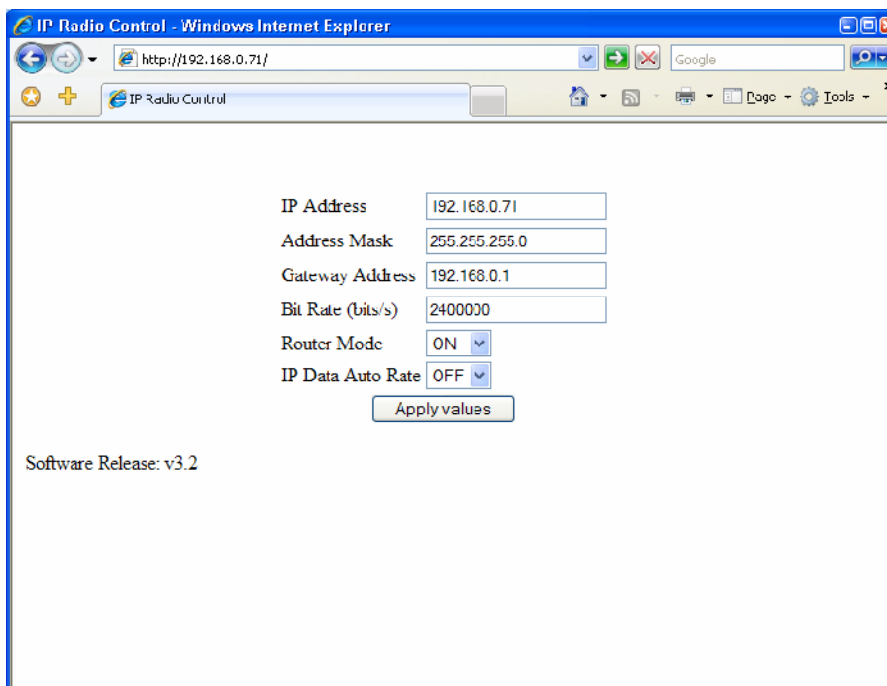 IP Radio Control - Windows Internet Explorer
http://192.168.0.71/
Google
IP Radio Control
Page
Tools
IP Address 192.168.0.71
Address Mask 255.255.255.0
Gateway Address 192.168.0.1
Bit Rate (bits/s) 2400000
Router Mode ON
IP Data Auto Rate OFF
Apply values
Software Release: v3.2